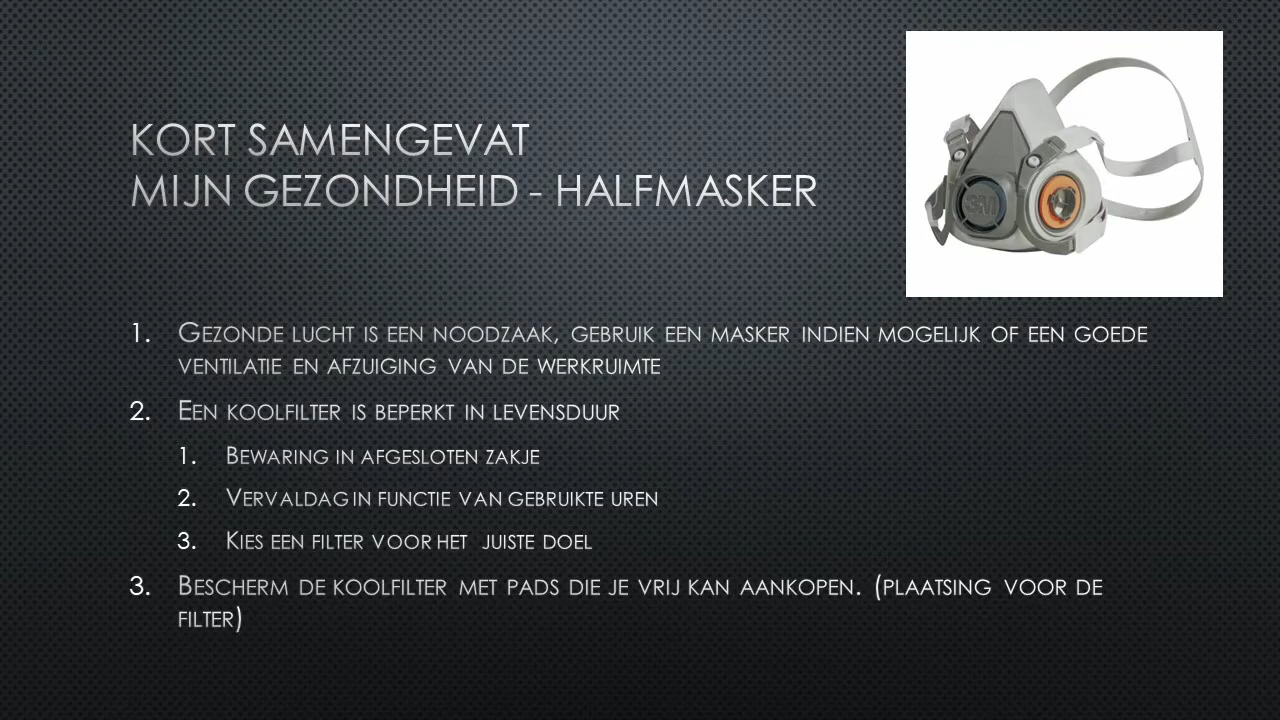 KORT SAMENGEVAT
MIJN GEZONDHEID - HALFMASKER
3M
1. Gezonde lucht is een noodzaak, gebruik een masker indien mogelijk of een goede
ventilatie en afzuiging van de werkruimte
2. Een koolfilter is beperkt in levensduur
1. Bewaring in afgesloten zakje
2. Vervaldag in functie van gebruikte uren
3. Kies een filter voor het juiste doel
3. Bescherm de koolfilter met pads die je vrij kan aankopen. (plaatsing voor de
filter)